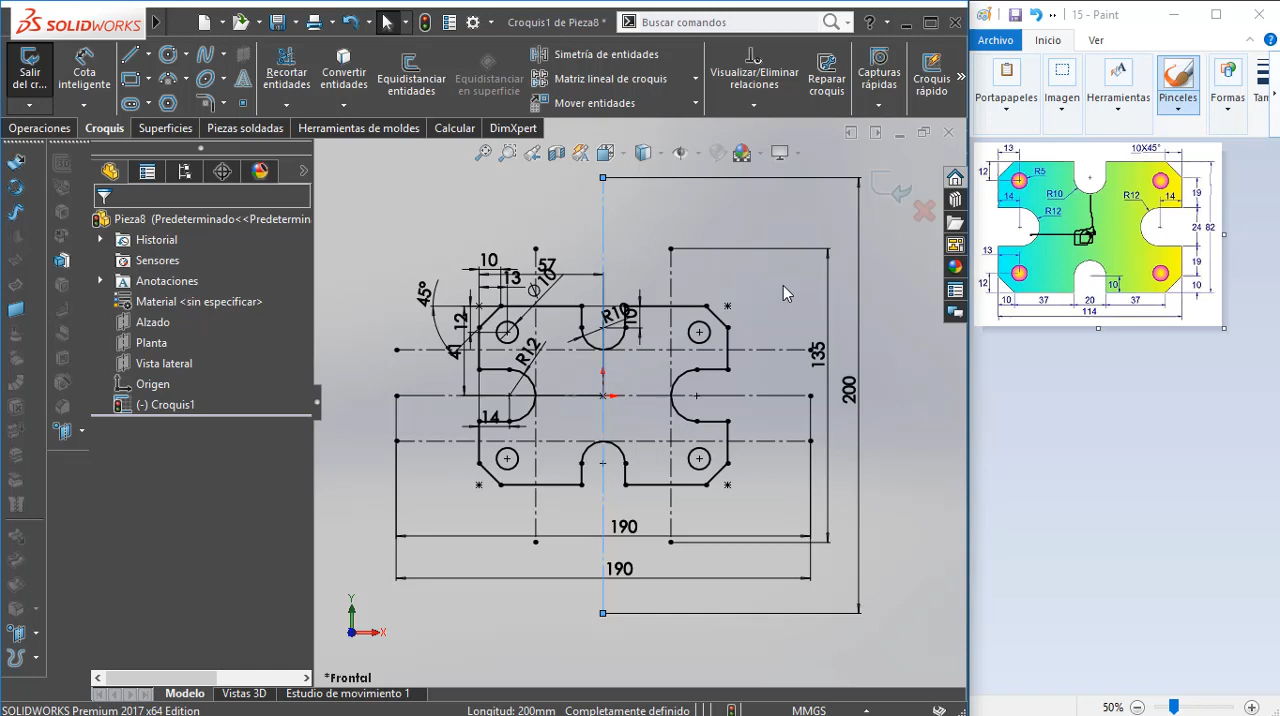 SOLIDWORKS
Croquis1 de Pieza8 *
Buscar comandos
?
15 - Paint
Archivo
Inicio
Ver
Salir del cr...
Cota inteligente
Recortar entidades
Convertir entidades
Equidistanciar entidades
Equidistanciar en superficie
Simetría de entidades
Matriz lineal de croquis
Mover entidades
Visualizar/Eliminar relaciones
Reparar croquis
Capturas rápidas
Croquis rápido
Portapapeles
Imagen
Herramientas
Pinceles
Formas
Operaciones
Croquis
Superficies
Piezas soldadas
Herramientas de moldes
Calcular
DimXpert
Pieza8 (Predeterminado<<Predetermin
Historial
Sensores
Anotaciones
Material <sin especificar>
Alzado
Planta
Vista lateral
Origen
(-) Croquis1
10
57
13
Ø10
45°
12
41
R12
14
R10
10
135
200
190
190
Y
X
*Frontal
13
10X45°
12
R5
14
R10
R12
R12
14
19
24
82
19
13
12
10
10
10
37
20
37
114
Modelo
Vistas 3D
Estudio de movimiento 1
SOLIDWORKS Premium 2017 x64 Edition
Longitud: 200mm
Completamente definido
MMGS
50%